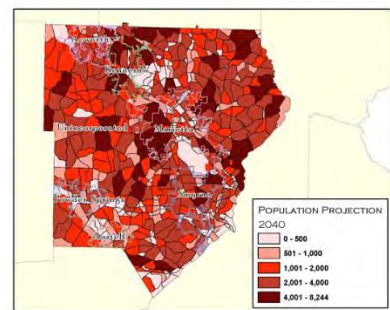 Acworth
Kennesaw
Unincorporated
Marietta
Powder Springs
Smyrna
Austell
POPULATION PROJECTION
2040
0 - 500
501 - 1,000
1,001 - 2,000
2,001 - 4,000
4,001 - 8,244